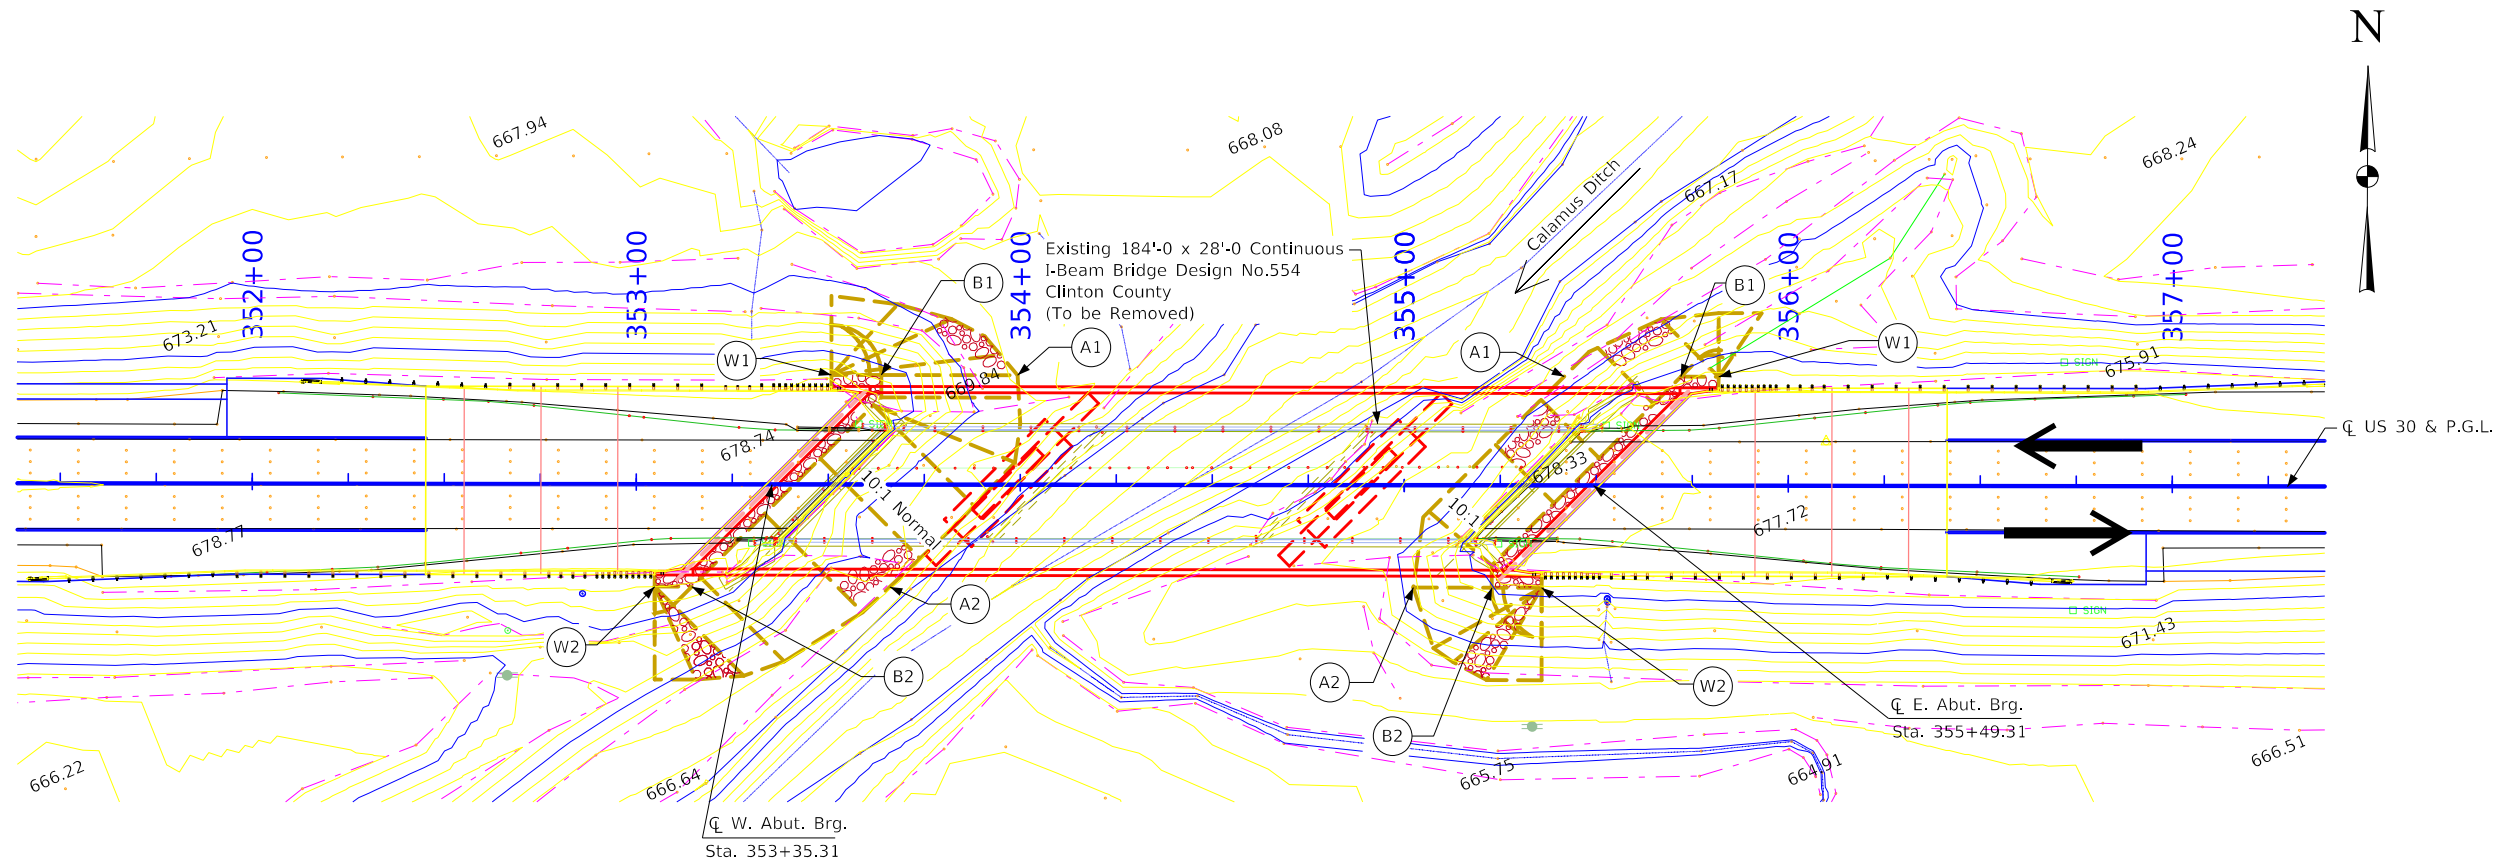 N
667.94
668.08
668.24
667.17
Calamus Ditch
352+00
353+00
354+00
355+00
356+00
357+00
Existing 184'-0 x 28'-0 Continuous
I-Beam Bridge Design No.554
Clinton County
(To be Removed)
B1
B1
A1
A1
W1
W1
673.21
669.84
675.91
SIGN
678.74
678.33
℄ US 30 & P.G.L.
10:1 Normal
10:1
678.77
677.72
A2
SIGN
671.43
W2
B2
A2
W2
B2
℄ E. Abut. Brg.
Sta. 355+49.31
666.22
666.64
665.75
664.91
666.51
℄ W. Abut. Brg.
Sta. 353+35.31